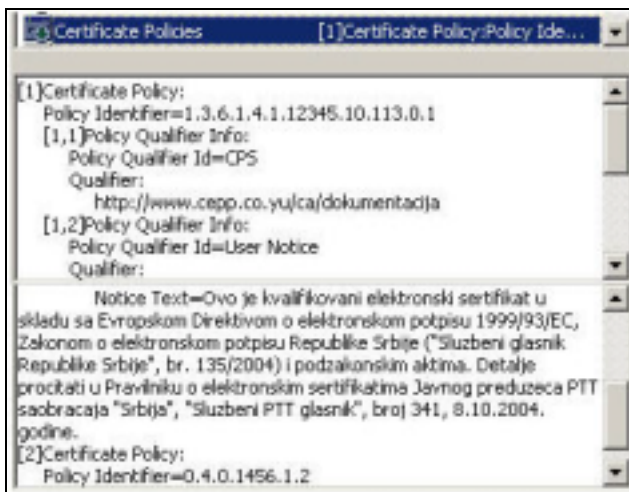 Certificate Policies [1]Certificate Policy:Policy Ide...
[1]Certificate Policy:
Policy Identifier=1.3.6.1.4.1.12345.10.113.0.1
[1,1]Policy Qualifier Info:
Policy Qualifier Id=CPS
Qualifier:
http://www.cepp.co.yu/ca/dokumentacija
[1,2]Policy Qualifier Info:
Policy Qualifier Id=User Notice
Qualifier:
Notice Text=Ovo je kvalifikovani elektronski sertifikat u
skladu sa Evropskom Direktivom o elektronskom potpisu 1999/93/EC,
Zakonom o elektronskom potpisu Republike Srbije ("Sluzbeni glasnik
Republike Srbije", br. 135/2004) i podzakonskim aktima. Detalje
procitati u Pravilniku o elektronskim sertifikatima Javnog preduzeca PTT
saobracaja "Srbija", "Sluzbeni PTT glasnik", broj 341, 8.10.2004.
godine.
[2]Certificate Policy:
Policy Identifier=0.4.0.1456.1.2